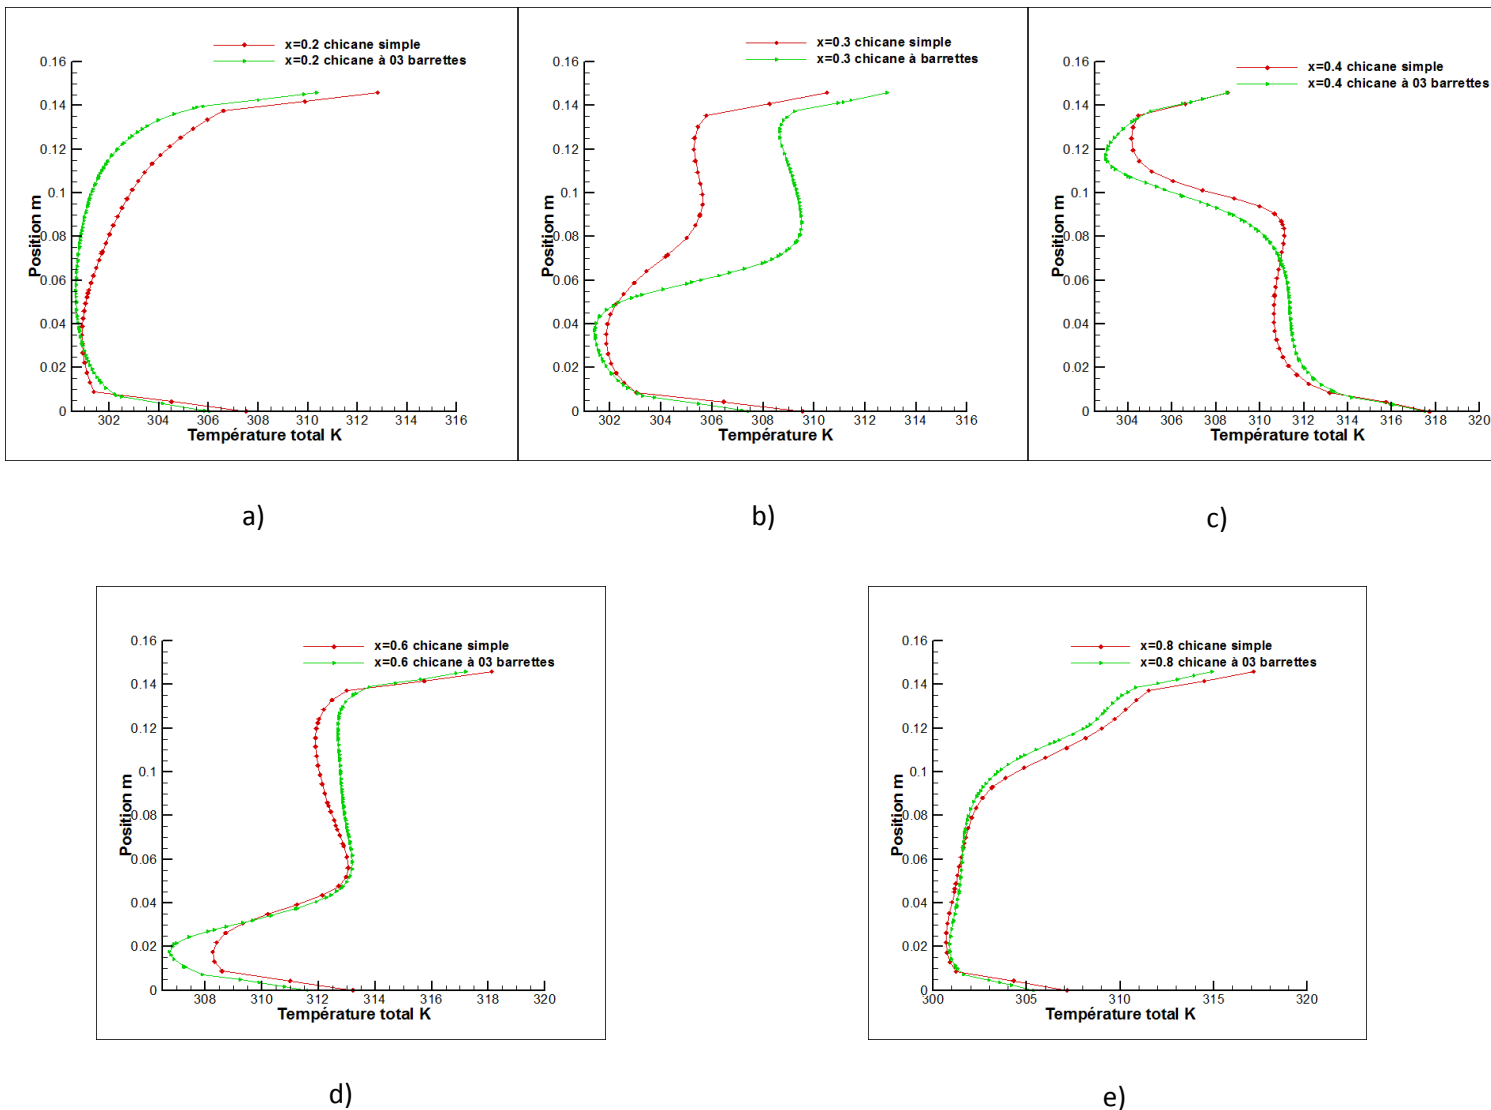 x=0.2 chicane simple
x=0.2 chicane à 03 barrettes
0.16
0.14
0.12
0.1
0.08
0.06
0.04
0.02
0
Position m
302 304 306 308 310 312 314 316
Température total K
a)
x=0.3 chicane simple
x=0.3 chicane à barrettes
0.16
0.14
0.12
0.1
0.08
0.06
0.04
0.02
0
Position m
302 304 306 308 310 312 314 316
Température K
b)
x=0.4 chicane simple
x=0.4 chicane à 03 barrettes
0.16
0.14
0.12
0.1
0.08
0.06
0.04
0.02
0
Position m
304 306 308 310 312 314 316 318 320
Température total K
c)
x=0.6 chicane simple
x=0.6 chicane à 03 barrettes
0.16
0.14
0.12
0.1
0.08
0.06
0.04
0.02
0
Position m
308 310 312 314 316 318 320
Température total K
d)
x=0.8 chicane simple
x=0.8 chicane à 03 barrettes
0.16
0.14
0.12
0.1
0.08
0.06
0.04
0.02
0
Position m
300 305 310 315 320
Température total K
e)